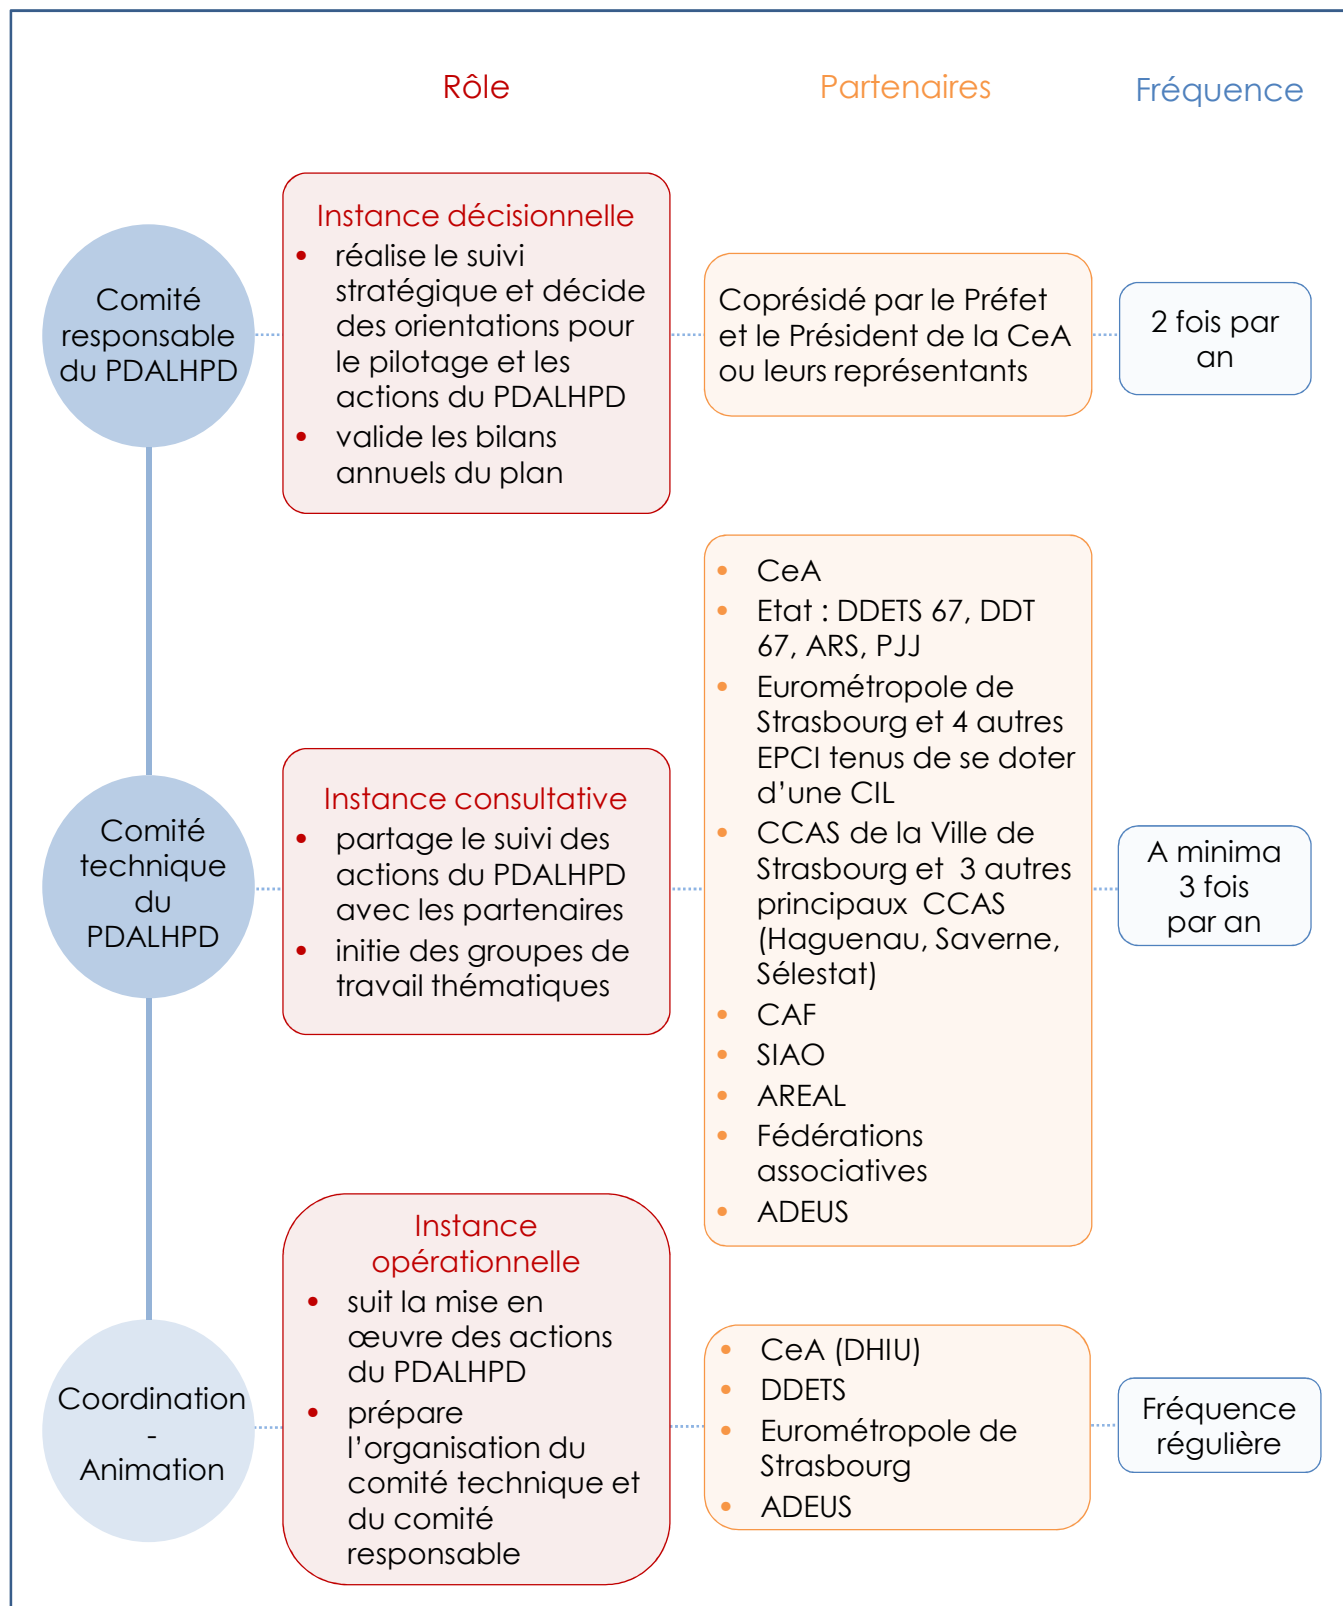 Rôle
Partenaires
Fréquence
Comité
responsable
du PDALHPD
Instance décisionnelle
• réalise le suivi
stratégique et décide
des orientations pour
le pilotage et les
actions du PDALHPD
• valide les bilans
annuels du plan
Coprésidé par le Préfet
et le Président de la CeA
ou leurs représentants
2 fois par
an
Comité
technique
du
PDALHPD
Instance consultative
• partage le suivi des
actions du PDALHPD
avec les partenaires
• initie des groupes de
travail thématiques
• CeA
• Etat : DDETS 67, DDT
67, ARS, PJJ
• Eurométropole de
Strasbourg et 4 autres
EPCI tenus de se doter
d’une CIL
• CCAS de la Ville de
Strasbourg et 3 autres
principaux CCAS
(Haguenau, Saverne,
Sélestat)
• CAF
• SIAO
• AREAL
• Fédérations
associatives
• ADEUS
A minima
3 fois
par an
Coordination
-
Animation
Instance
opérationnelle
• suit la mise en
œuvre des actions
du PDALHPD
• prépare
l’organisation du
comité technique et
du comité
responsable
• CeA (DHIU)
• DDETS
• Eurométropole de
Strasbourg
• ADEUS
Fréquence
régulière